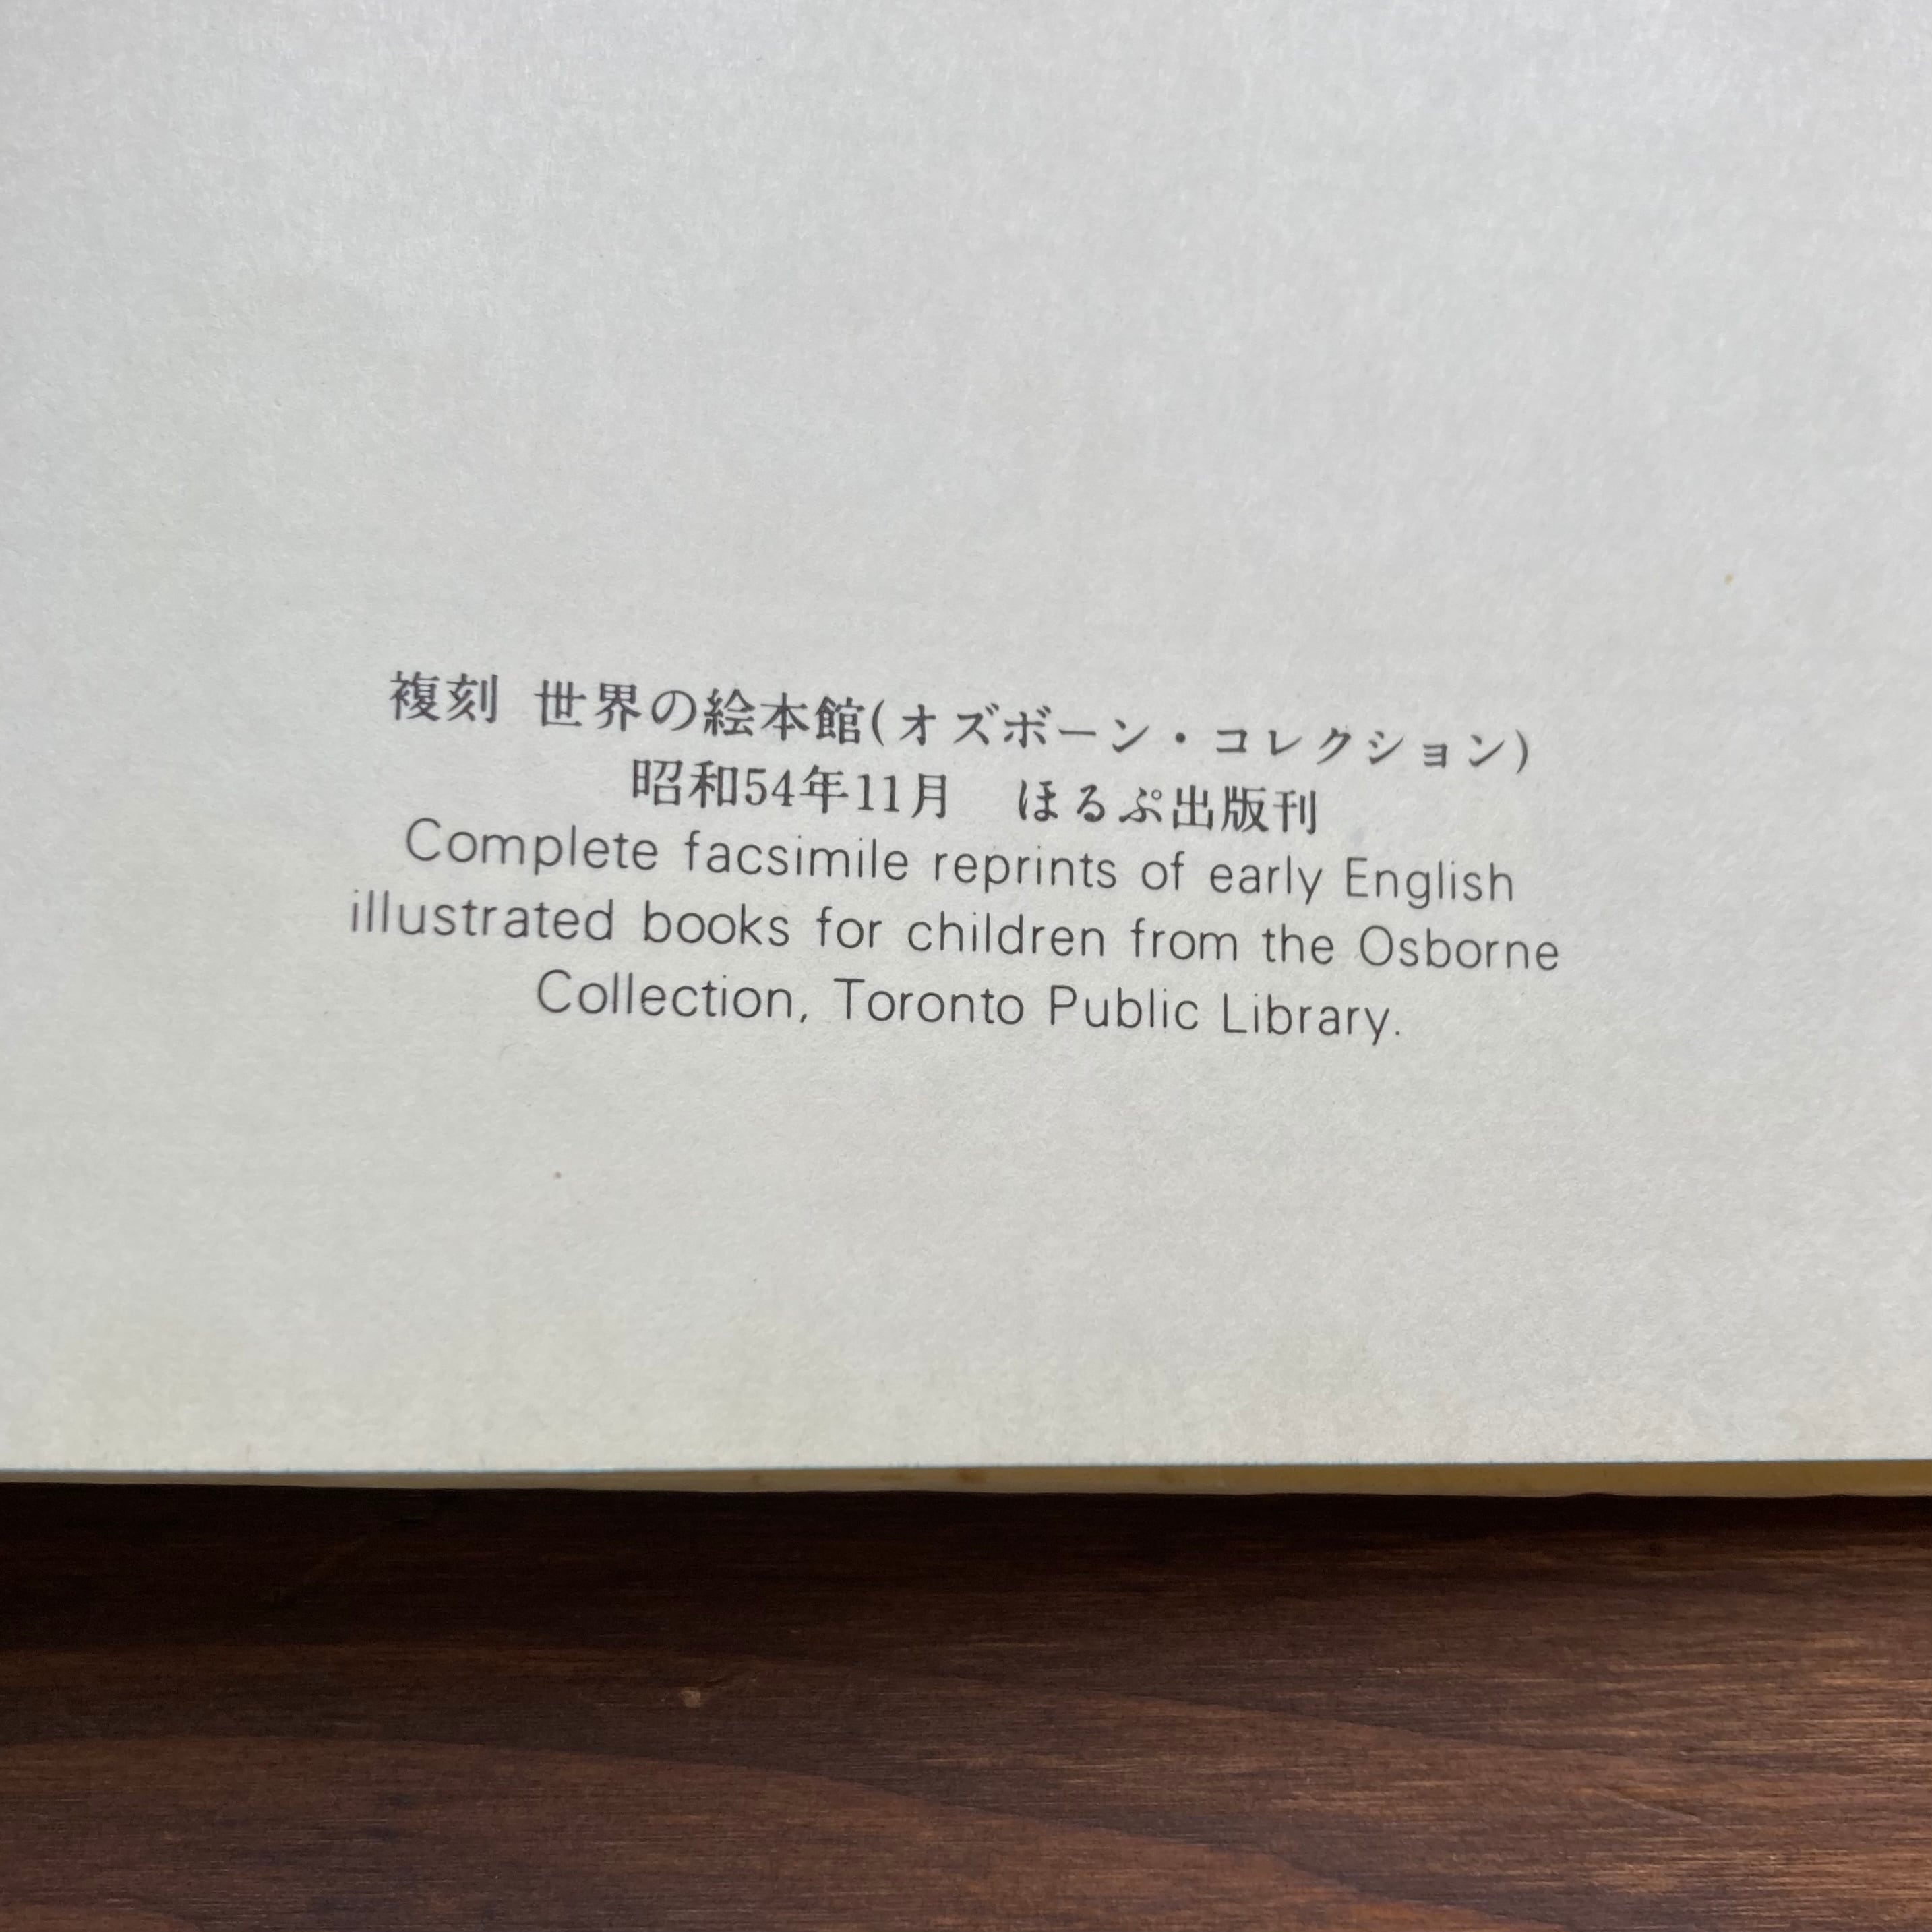 複刻 世界の絵本館(オズボーン・コレクション)
昭和54年11月　ほるぷ出版刊
Complete facsimile reprints of early English
illustrated books for children from the Osborne
Collection, Toronto Public Library.